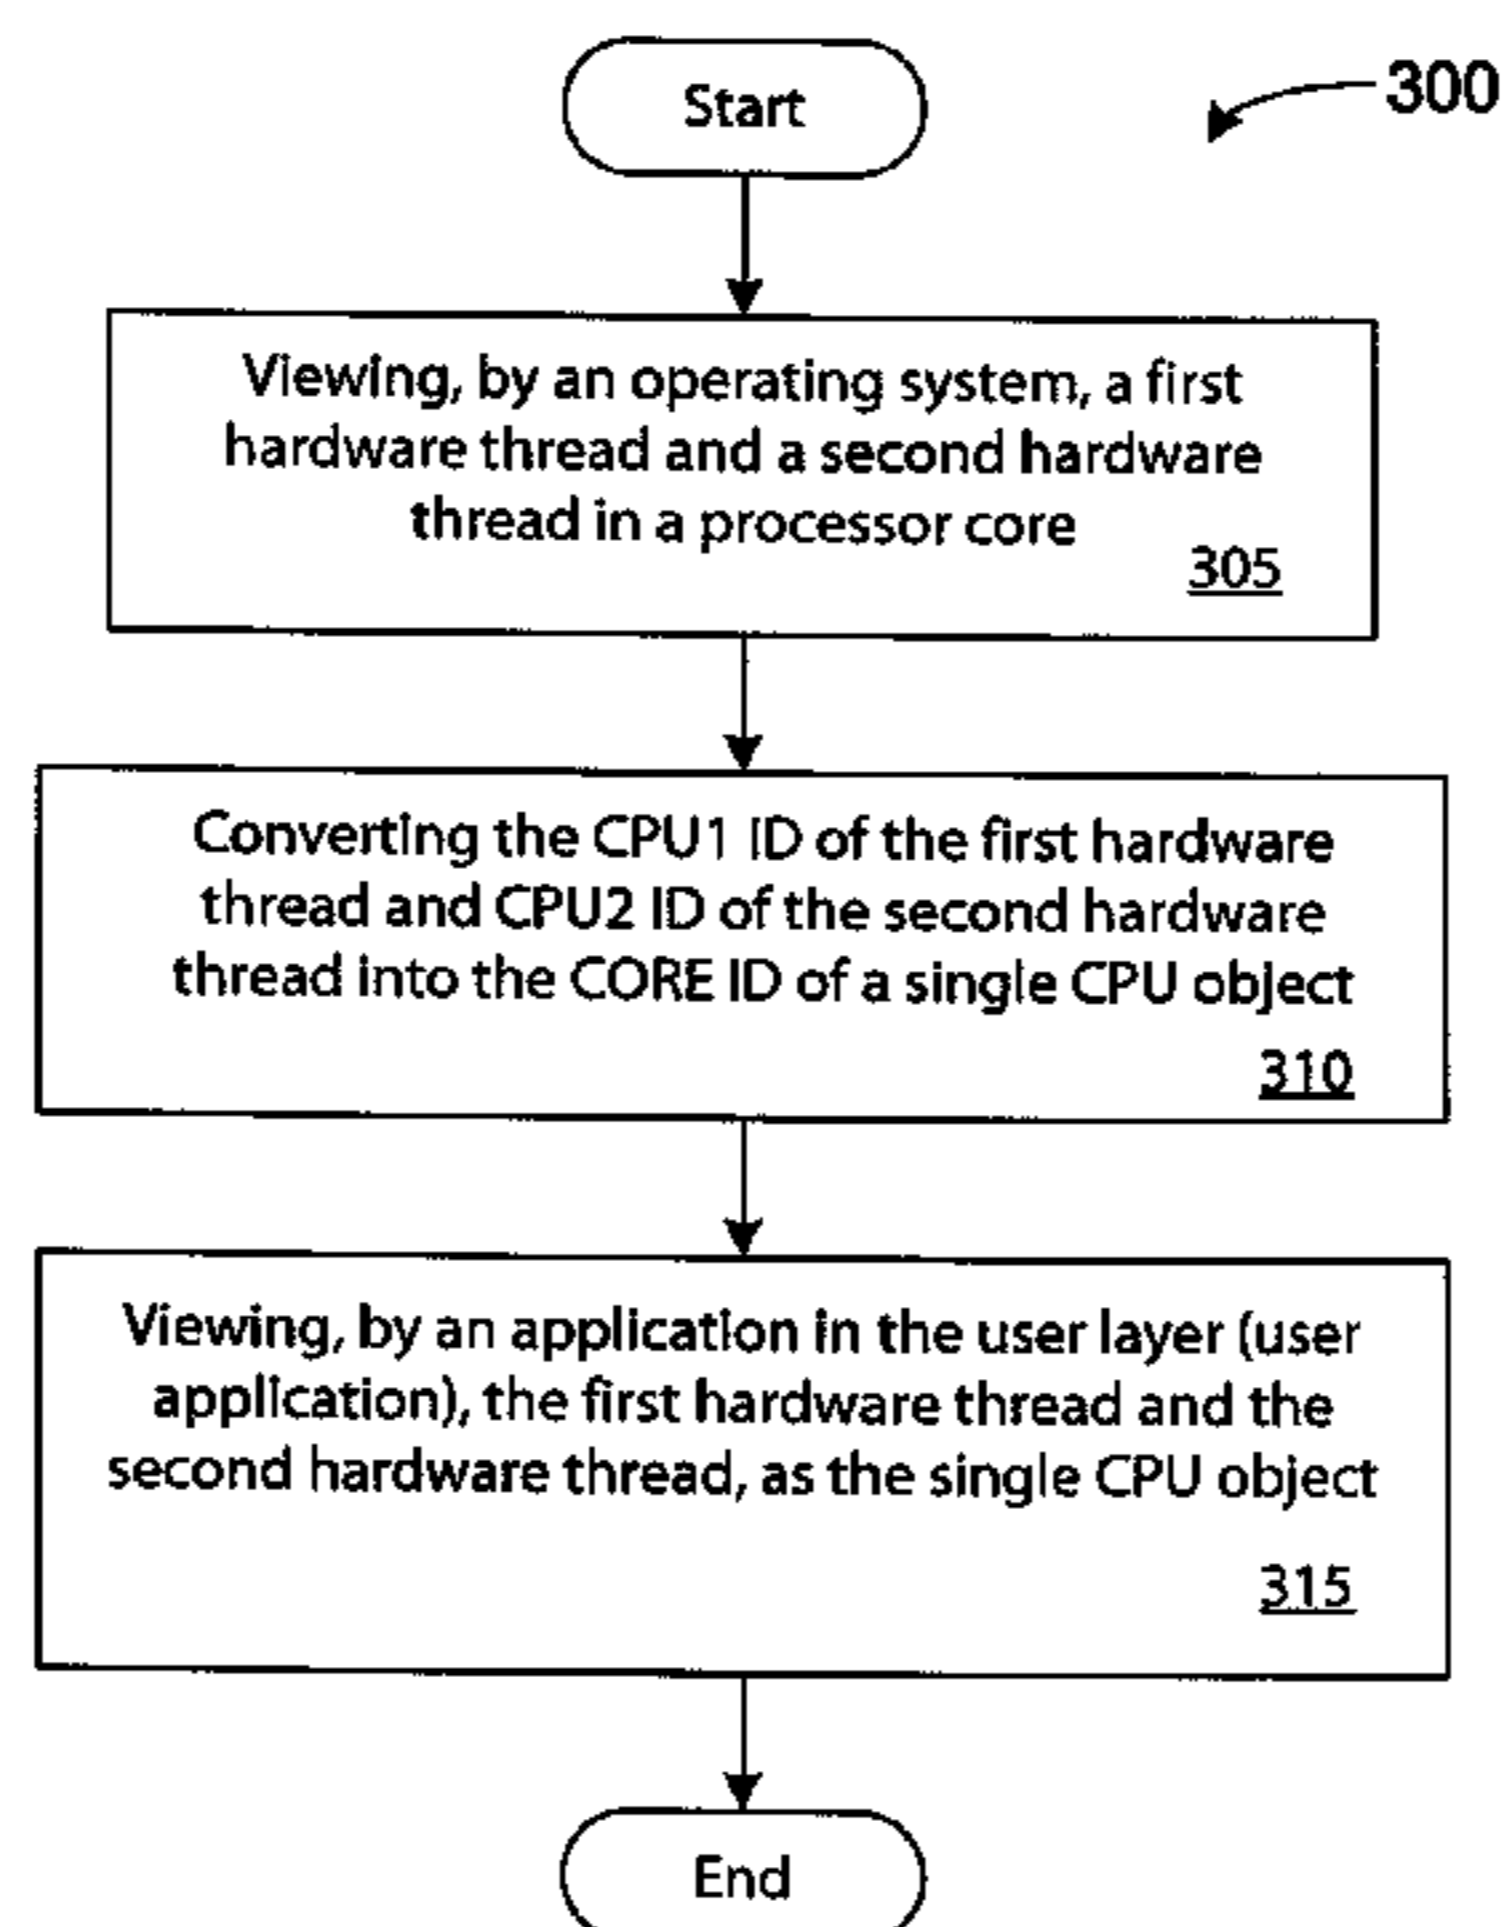 Start
300
Viewing, by an operating system, a first
hardware thread and a second hardware
thread in a processor core
305
Converting the CPU1 ID of the first hardware
thread and CPU2 ID of the second hardware
thread into the CORE ID of a single CPU object
310
Viewing, by an application in the user layer (user
application), the first hardware thread and the
second hardware thread, as the single CPU object
315
End